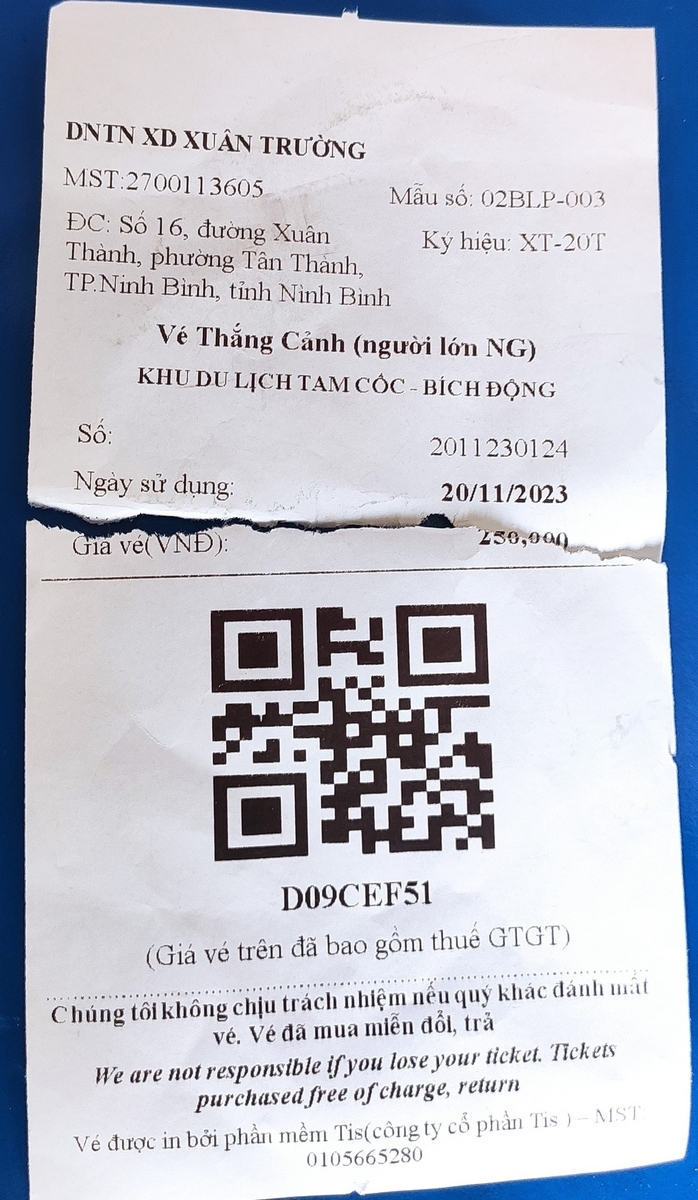 DNTN XD XUÂN TRƯỜNG
MST:2700113605
Mẫu số: 02BLP-003
ĐC: Số 16, đường Xuân
Ký hiệu: XT-20T
Thành, phường Tân Thành,
TP.Ninh Bình, tỉnh Ninh Bình
Vé Thắng Cảnh (người lớn NG)
KHU DU LỊCH TAM CỐC - BÍCH ĐỘNG
Số: 2011230124
Ngày sử dụng: 20/11/2023
Giá vé(VNĐ): 250,000
D09CEF51
(Giá vé trên đã bao gồm thuế GTGT)
Chúng tôi không chịu trách nhiệm nếu quý khác đánh mất
vé. Vé đã mua miễn đổi, trả
We are not responsible if you lose your ticket. Tickets
purchased free of charge, return
Vé được in bởi phần mềm Tis(công ty cổ phần Tis ) – MST:
0105665280